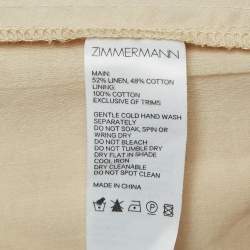 ZIMMERMANN
MAIN:
52% LINEN, 48% COTTON
LINING:
100% COTTON
EXCLUSIVE OF TRIMS
GENTLE COLD HAND WASH
SEPARATELY
DO NOT SOAK, SPIN OR
WRING DRY
DO NOT BLEACH
DO NOT TUMBLE DRY
DRY FLAT IN SHADE
COOL IRON
DRY CLEANABLE
DO NOT SPOT CLEAN
MADE IN CHINA